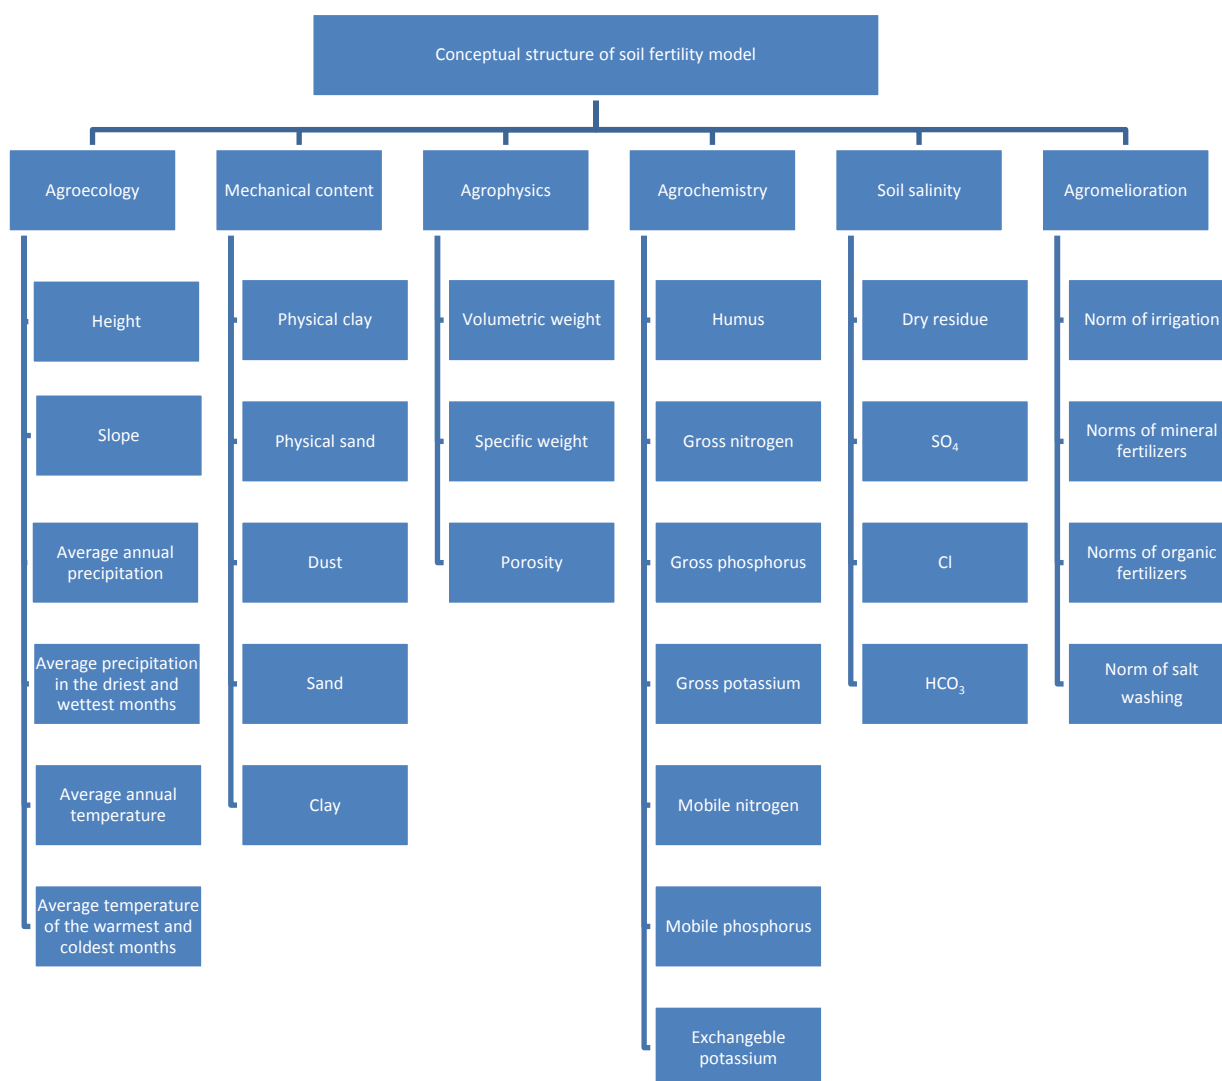 Conceptual structure of soil fertility model
Agroecology
Height
Slope
Average annual
precipitation
Average precipitation
in the driest and
wettest months
Average annual
temperature
Average temperature
of the warmest and
coldest months
Mechanical content
Physical clay
Physical sand
Dust
Sand
Clay
Agrophysics
Volumetric weight
Specific weight
Porosity
Agrochemistry
Humus
Gross nitrogen
Gross phosphorus
Gross potassium
Mobile nitrogen
Mobile phosphorus
Exchangeble
potassium
Soil salinity
Dry residue
SO₄
Cl
HCO₃
Agromelioration
Norm of irrigation
Norms of mineral
fertilizers
Norms of organic
fertilizers
Norm of salt
washing